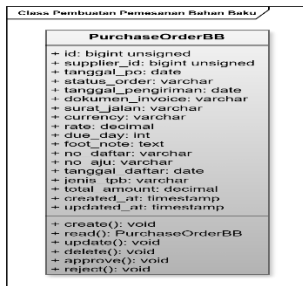 Class Pembuatan Pemesanan Bahan Baku
PurchaseOrderBB
+ id: bigint unsigned
+ supplier_id: bigint unsigned
+ tanggal_po: date
+ status_order: varchar
+ tanggal_pengiriman: date
+ dokumen_invoice: varchar
+ surat_jalan: varchar
+ currency: varchar
+ rate: decimal
+ due_day: int
+ foot_note: text
+ no_daftar: varchar
+ no_aju: varchar
+ tanggal_daftar: date
+ jenis_tpb: varchar
+ total_amount: decimal
+ created_at: timestamp
+ updated_at: timestamp
+ create(): void
+ read(): PurchaseOrderBB
+ update(): void
+ delete(): void
+ approve(): void
+ reject(): void